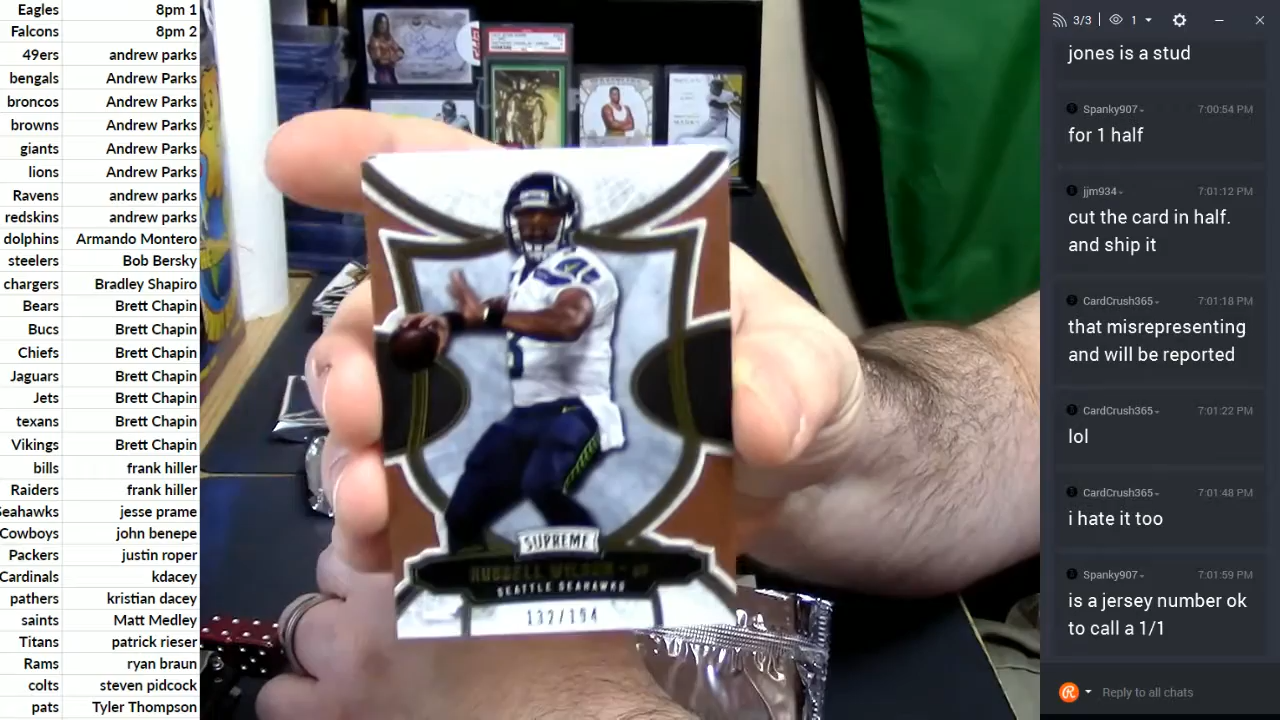 Eagles 8pm 1
Falcons 8pm 2
49ers andrew parks
bengals Andrew Parks
broncos Andrew Parks
browns Andrew Parks
giants Andrew Parks
lions Andrew Parks
Ravens andrew parks
redskins andrew parks
dolphins Armando Montero
steelers Bob Bersky
chargers Bradley Shapiro
Bears Brett Chapin
Bucs Brett Chapin
Chiefs Brett Chapin
Jaguars Brett Chapin
Jets Brett Chapin
texans Brett Chapin
Vikings Brett Chapin
bills frank hiller
Raiders frank hiller
Seahawks jesse prame
Cowboys john benepe
Packers justin roper
Cardinals kdacey
pathers kristian dacey
saints Matt Medley
Titans patrick rieser
Rams ryan braun
colts steven pidcock
pats Tyler Thompson
SUPREME
RUSSELL WILSON - QB
SEATTLE SEAHAWKS
132/194
3/3 1
jones is a stud
Spanky907 7:00:54 PM
for 1 half
jjm934 7:01:12 PM
cut the card in half.
and ship it
CardCrush365 7:01:18 PM
that misrepresenting
and will be reported
CardCrush365 7:01:22 PM
lol
CardCrush365 7:01:48 PM
i hate it too
Spanky907 7:01:59 PM
is a jersey number ok
to call a 1/1
Reply to all chats